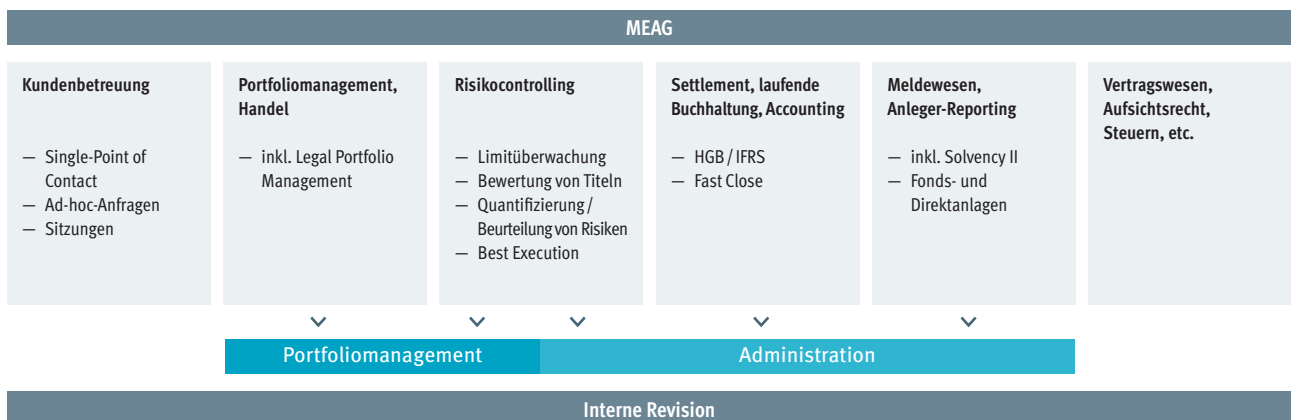 MEAG
Kundenbetreuung
— Single-Point of
Contact
— Ad-hoc-Anfragen
— Sitzungen
Portfoliomanagement,
Handel
— inkl. Legal Portfolio
Management
Risikocontrolling
— Limitüberwachung
— Bewertung von Titeln
— Quantifizierung /
Beurteilung von Risiken
— Best Execution
Settlement, laufende
Buchhaltung, Accounting
— HGB / IFRS
— Fast Close
Meldewesen,
Anleger-Reporting
— inkl. Solvency II
— Fonds- und
Direktanlagen
Vertragswesen,
Aufsichtsrecht,
Steuern, etc.
Portfoliomanagement
Administration
Interne Revision